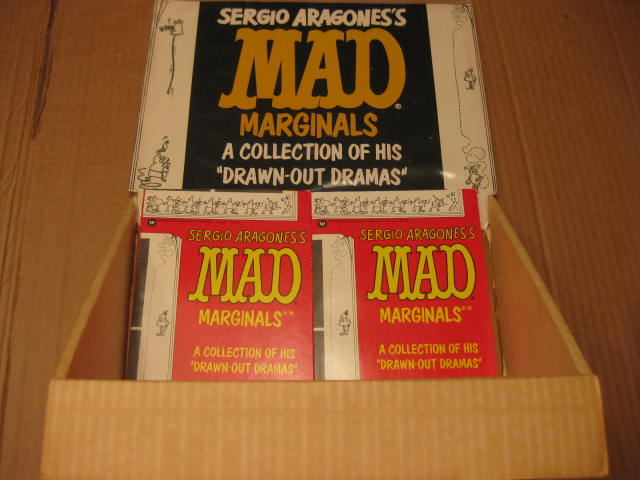 SERGIO ARAGONES'S
MAD®
MARGINALS
A COLLECTION OF HIS
"DRAWN-OUT DRAMAS"
SERGIO ARAGONES'S
MAD
MARGINALS**
A COLLECTION OF HIS
"DRAWN-OUT DRAMAS"
SERGIO ARAGONES'S
MAD
MARGINALS**
A COLLECTION OF HIS
"DRAWN-OUT DRAMAS"